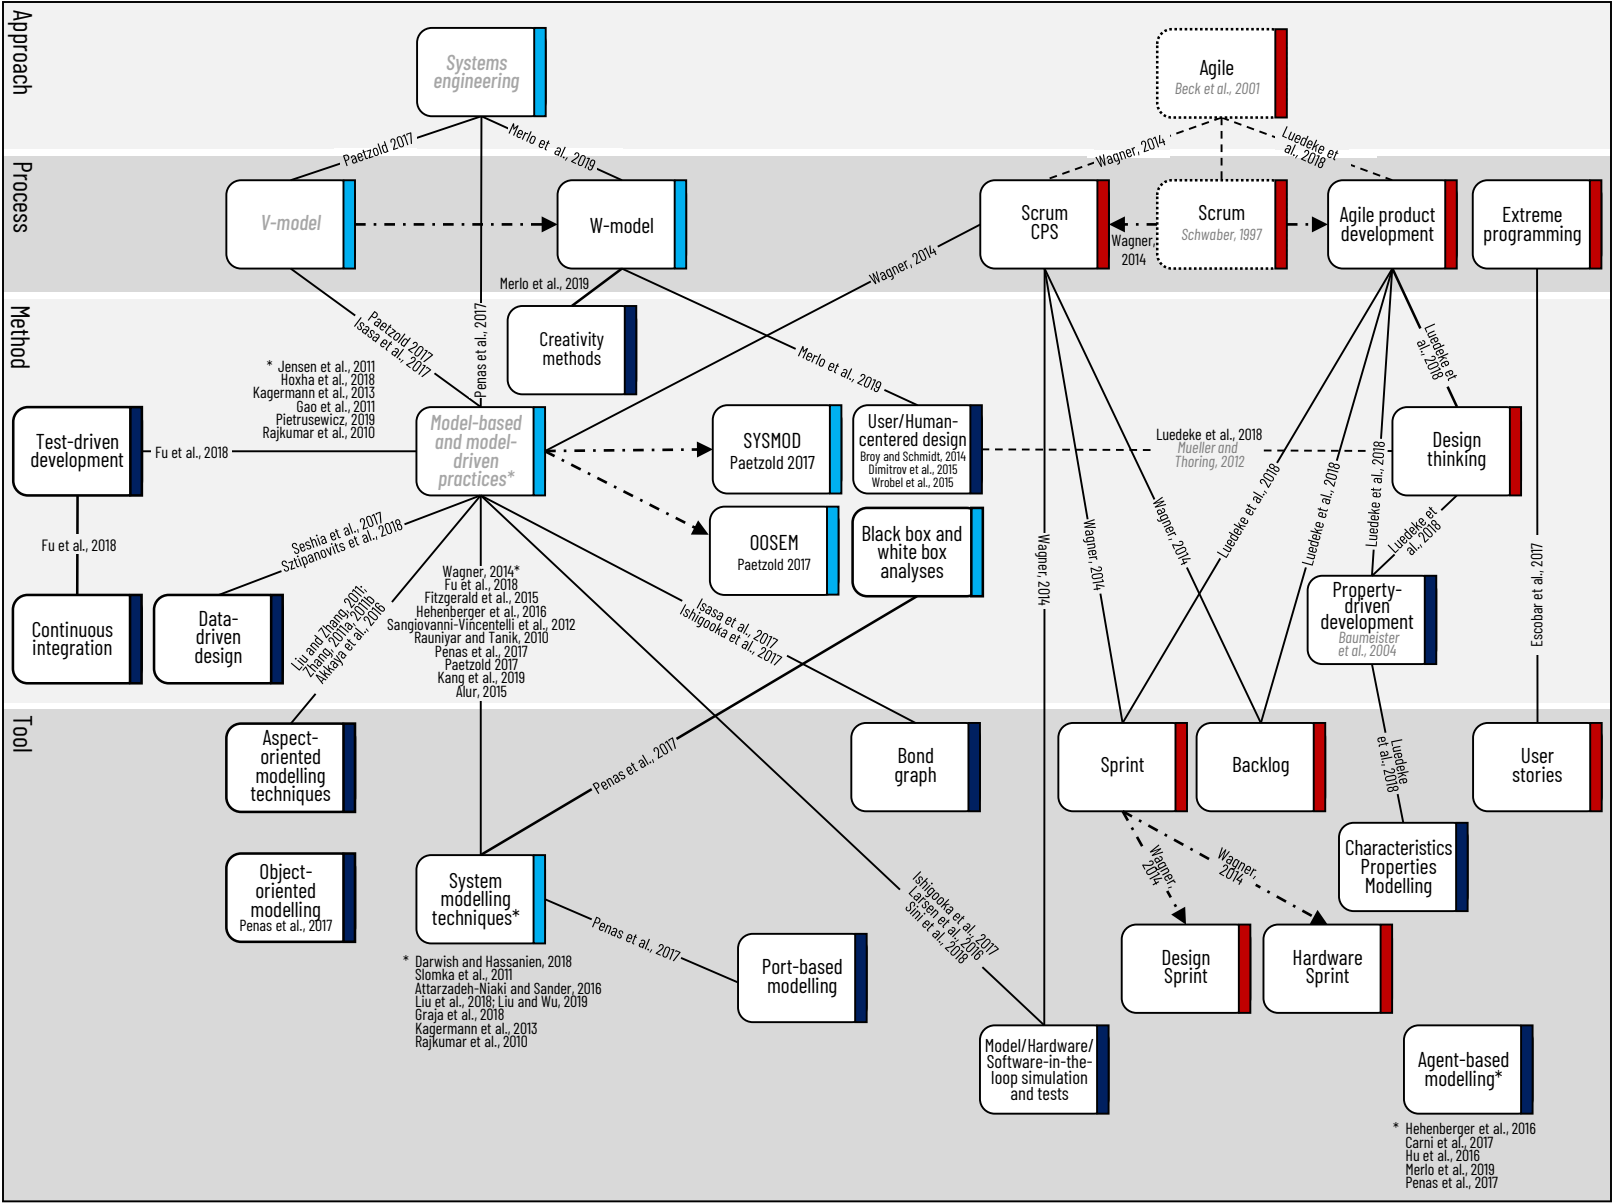 Approach
Systems
engineering
Agile
Beck et al., 2001
Paetzold 2017
Merlo et al., 2019
Wagner, 2014
Luedeke et
al., 2018
Process
V-model
W-model
Scrum
CPS
Wagner,
2014
Scrum
Schwaber, 1997
Agile product
development
Extreme
programming
Wagner, 2014
Merlo et al., 2019
Method
Paetzold 2017
Isasa et al., 2017
Penas et al., 2017
Creativity
methods
Merlo et al., 2019
Luedeke et
al., 2018
* Jensen et al., 2011
Hoxha et al., 2018
Kagermann et al., 2013
Gao et al., 2011
Pietrusewicz, 2019
Rajkumar et al., 2010
Test-driven
development
Fu et al., 2018
Model-based
and model-
driven
practices*
SYSMOD
Paetzold 2017
User/Human-
centered design
Broy and Schmidt, 2014
Dimitrov et al., 2015
Wrobel et al., 2015
Luedeke et al., 2018
Mueller and
Thoring, 2012
Design
thinking
OOSEM
Paetzold 2017
Black box and
white box
analyses
Fu et al., 2018
Seshia et al., 2017
Sztipanovits et al., 2018
Wagner, 2014
Wagner, 2014
Wagner, 2014
Luedeke et al., 2018
Luedeke et al., 2018
Luedeke et al., 2018
Luedeke et
al., 2018
Escobar et al., 2017
Continuous
integration
Data-
driven
design
Liu and Zhang, 2011;
Zhang, 2011a, 2011b
Akkaya et al., 2016
Wagner, 2014*
Fu et al., 2018
Fitzgerald et al., 2015
Hehenberger et al., 2016
Sangiovanni-Vincentelli et al., 2012
Rauniyar and Tanik, 2010
Penas et al., 2017
Paetzold 2017
Kang et al., 2019
Alur, 2015
Isasa et al., 2017
Ishigooka et al., 2017
Property-
driven
development
Baumeister
et al., 2004
Tool
Aspect-
oriented
modelling
techniques
Penas et al., 2017
Bond
graph
Sprint
Backlog
Luedeke
et al., 2018
User
stories
Object-
oriented
modelling
Penas et al., 2017
System
modelling
techniques*
Penas et al., 2017
Ishigooka et al., 2017
Larsen et al., 2016
Sini et al., 2018
Wagner,
2014
Wagner,
2014
Characteristics
Properties
Modelling
* Darwish and Hassanien, 2018
Slomka et al., 2011
Attarzadeh-Niaki and Sander, 2016
Liu et al., 2018; Liu and Wu, 2019
Graja et al., 2018
Kagermann et al., 2013
Rajkumar et al., 2010
Port-based
modelling
Design
Sprint
Hardware
Sprint
Model/Hardware/
Software-in-the-
loop simulation
and tests
Agent-based
modelling*
* Hehenberger et al., 2016
Carni et al., 2017
Hu et al., 2016
Merlo et al., 2019
Penas et al., 2017